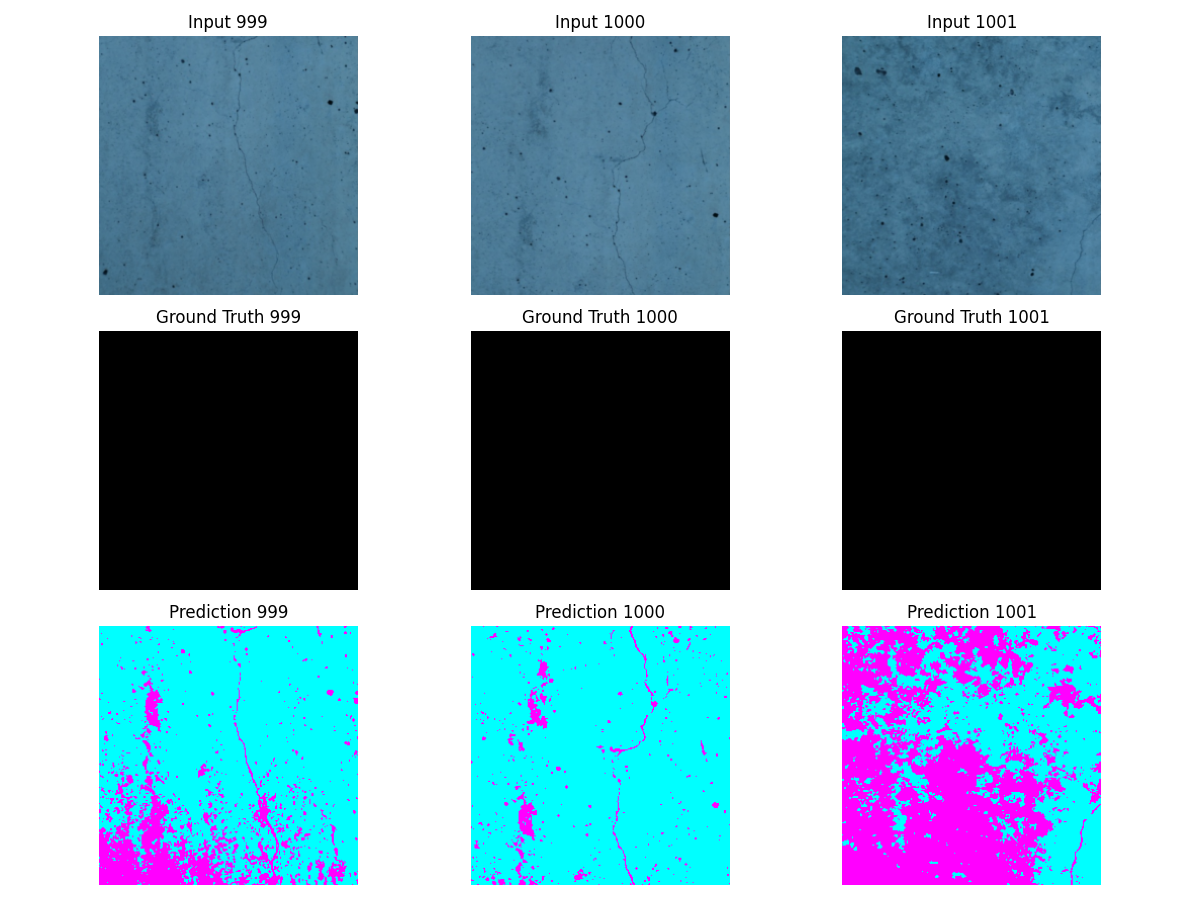 Input 999
Input 1000
Input 1001
Ground Truth 999
Ground Truth 1000
Ground Truth 1001
Prediction 999
Prediction 1000
Prediction 1001